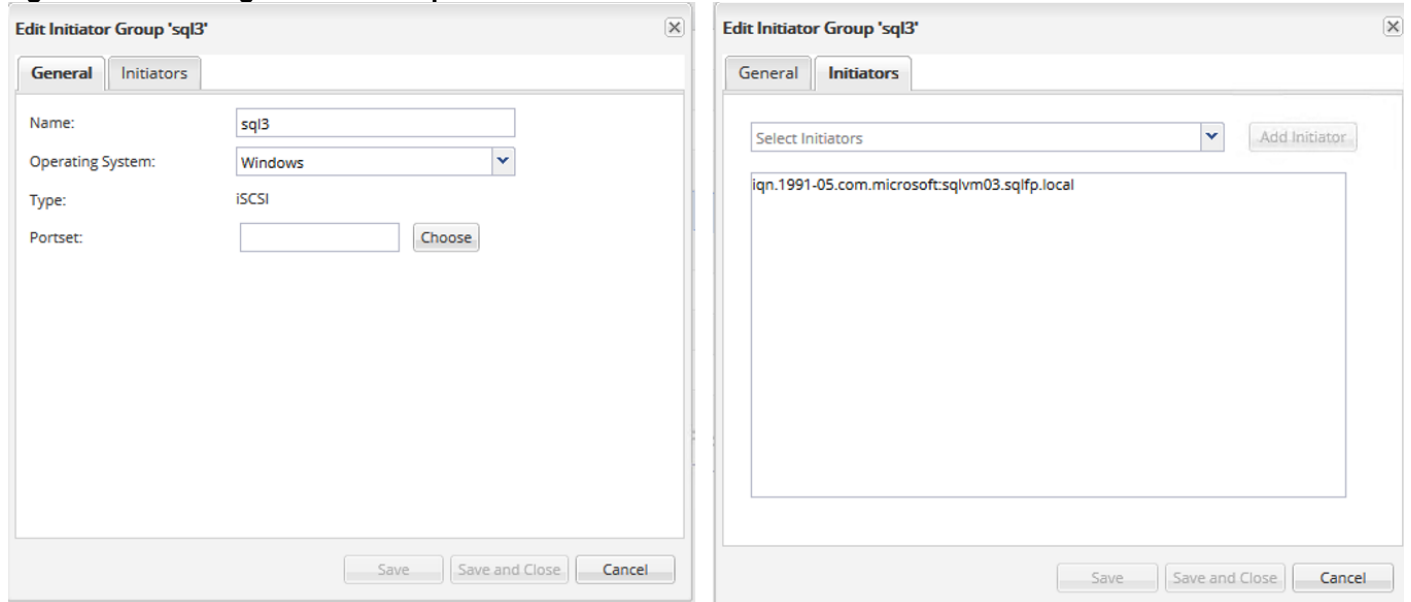 Edit Initiator Group 'sql3'
General Initiators
Name: sql3
Operating System: Windows
Type: iSCSI
Portset: Choose
Save Save and Close Cancel
Edit Initiator Group 'sql3'
General Initiators
Select Initiators Add Initiator
iqn.1991-05.com.microsoft:sqlvm03.sqlfp.local
Save Save and Close Cancel